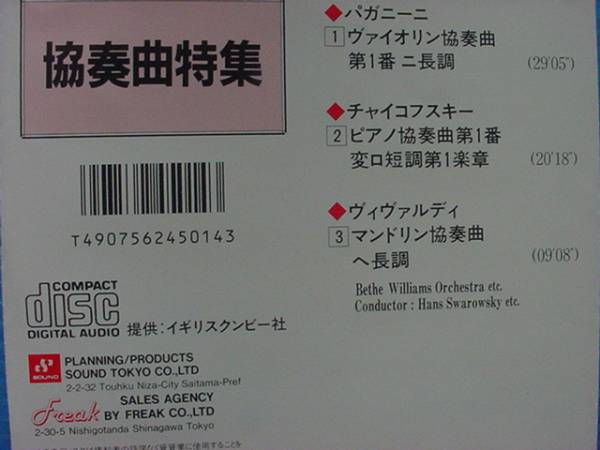 協奏曲特集
T4907562450143
COMPACT
disc
DIGITAL AUDIO
提供：イギリスクンビー社
SOUND
PLANNING/PRODUCTS
SOUND TOKYO CO.,LTD
2-2-32 Touhku Niza-City Saitama-Pref
Freak
SALES AGENCY
BY FREAK CO.,LTD
2-30-5 Nishigotanda Shinagawa Tokyo
◆パガニーニ
1 ヴァイオリン協奏曲
第1番 ニ長調 (29'05")
◆チャイコフスキー
2 ピアノ協奏曲第1番
変ロ短調第1楽章 (20'18")
◆ヴィヴァルディ
3 マンドリン協奏曲
ヘ長調 (09'08")
Bethe Williams Orchestra etc.
Conductor : Hans Swarowsky etc.